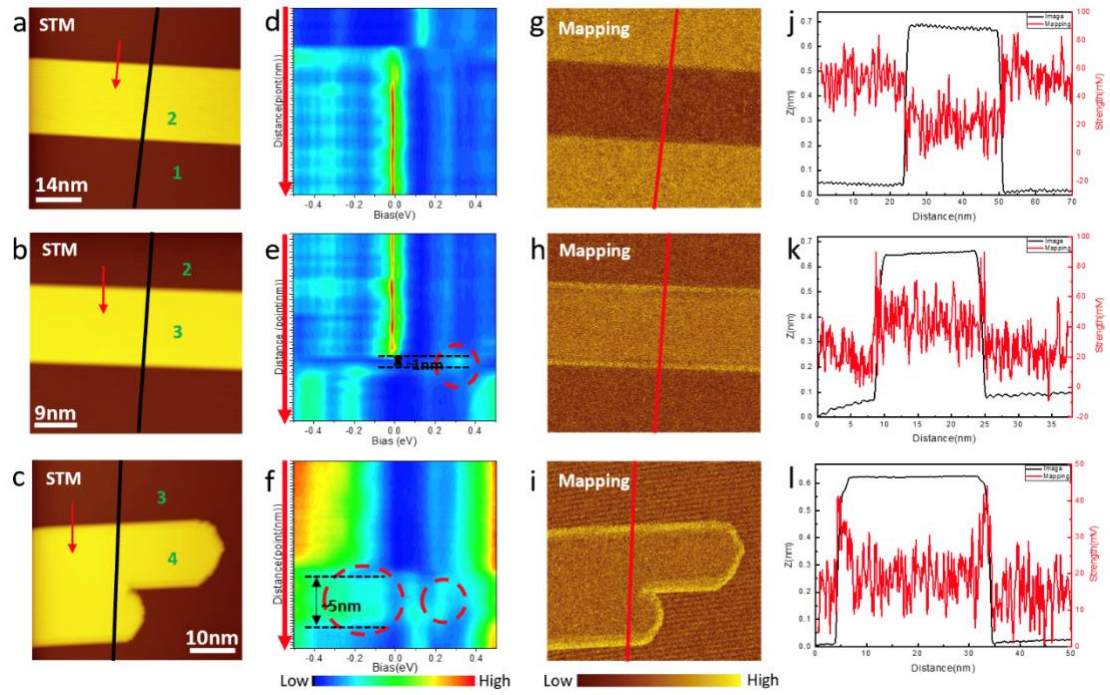 a
STM
2
1
14nm
d
Distance(piont(nm)
-0.4 -0.2 0.0 0.2 0.4
Bias(eV)
g
Mapping
j
Image
Mapping
Z(nm)
0.7
0.6
0.5
0.4
0.3
0.2
0.1
0.0
Strength(mV)
100
80
60
40
20
0
-20
0 10 20 30 40 50 60 70
Distance(nm)
b
STM
2
3
9nm
e
Distance (point(nm)
~1nm
-0.4 -0.2 0.0 0.2 0.4
Bias (eV)
h
Mapping
k
Image
Mapping
Z(nm)
0.7
0.6
0.5
0.4
0.3
0.2
0.1
0.0
Strength(mV)
100
80
60
40
20
0
-20
0 5 10 15 20 25 30 35
Distance(nm)
c
STM
3
4
10nm
f
Distance(point(nm)
~5nm
-0.4 -0.2 0.0 0.2 0.4
Bias(eV)
Low High
i
Mapping
Low High
l
Image
Mapping
Z(nm)
0.7
0.6
0.5
0.4
0.3
0.2
0.1
0.0
Strength(mV)
50
40
30
20
10
0 10 20 30 40 50
Distance(nm)